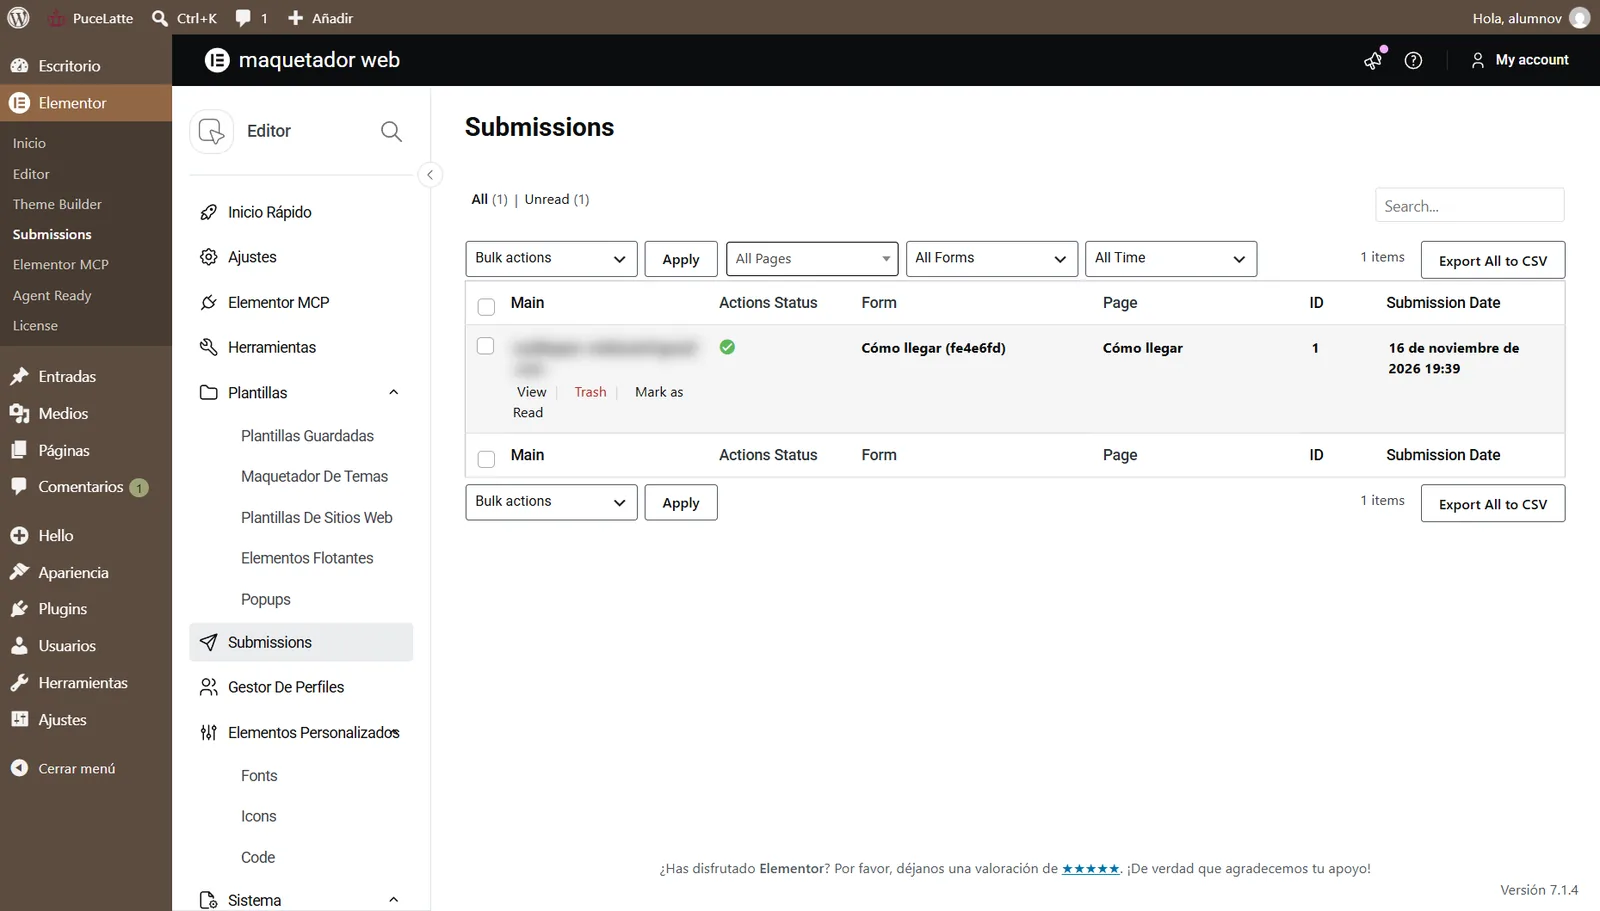 PuceLatte Ctrl+K 1 Añadir Hola, alumnov
Escritorio
Elementor
Inicio
Editor
Theme Builder
Submissions
Elementor MCP
Agent Ready
License
Entradas
Medios
Páginas
Comentarios 1
Hello
Apariencia
Plugins
Usuarios
Herramientas
Ajustes
Cerrar menú
maquetador web My account
Editor
Inicio Rápido
Ajustes
Elementor MCP
Herramientas
Plantillas
Plantillas Guardadas
Maquetador De Temas
Plantillas De Sitios Web
Elementos Flotantes
Popups
Submissions
Gestor De Perfiles
Elementos Personalizados
Fonts
Icons
Code
Sistema
Submissions
All (1) | Unread (1)
Search...
Bulk actions Apply All Pages All Forms All Time 1 items Export All to CSV
Main Actions Status Form Page ID Submission Date
Cómo llegar (fe4e6fd) Cómo llegar 1 16 de noviembre de
2026 19:39
View | Trash | Mark as
Read
Main Actions Status Form Page ID Submission Date
Bulk actions Apply 1 items Export All to CSV
¿Has disfrutado Elementor? Por favor, déjanos una valoración de ★★★★★. ¡De verdad que agradecemos tu apoyo!
Versión 7.1.4